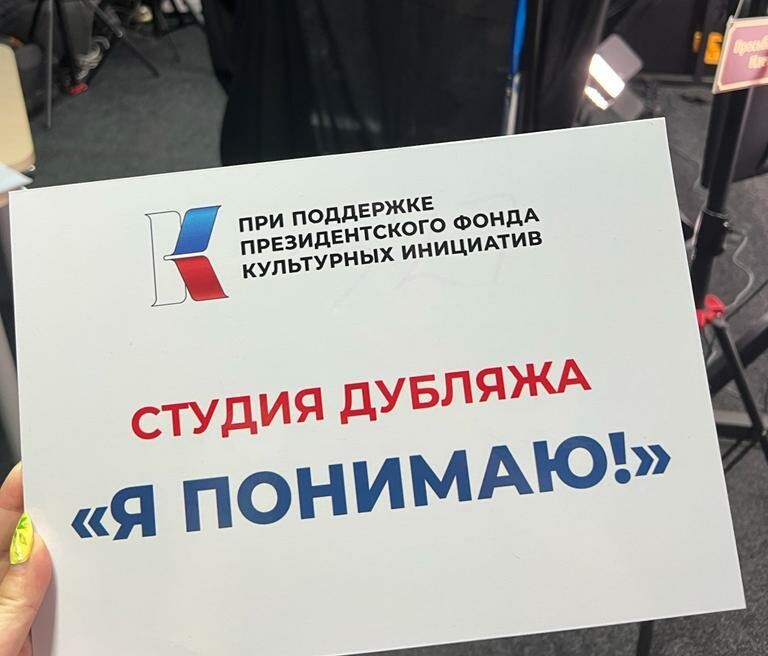 ПРИ ПОДДЕРЖКЕ
ПРЕЗИДЕНТСКОГО ФОНДА
КУЛЬТУРНЫХ ИНИЦИАТИВ
СТУДИЯ ДУБЛЯЖА
«Я ПОНИМАЮ!»